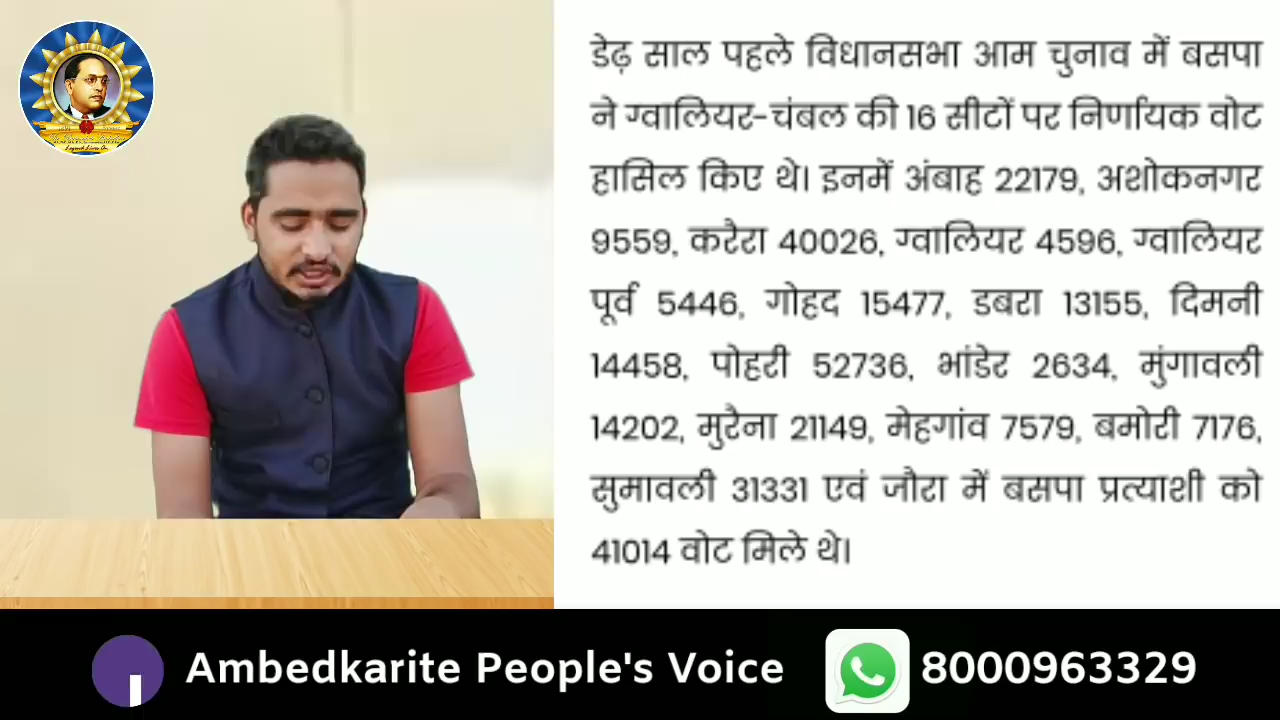 डेढ़ साल पहले विधानसभा आम चुनाव में बसपा
ने ग्वालियर-चंबल की 16 सीटों पर निर्णायक वोट
हासिल किए थे। इनमें अंबाह 22179, अशोकनगर
9559, करैरा 40026, ग्वालियर 4596, ग्वालियर
पूर्व 5446, गोहद 15477, डबरा 13155, दिमनी
14458, पोहरी 52736, भांडेर 2634, मुंगावली
14202, मुरैना 21149, मेहगांव 7579, बमोरी 7176,
सुमावली 31331 एवं जौरा में बसपा प्रत्याशी को
41014 वोट मिले थे।
Ambedkarite People's Voice
8000963329